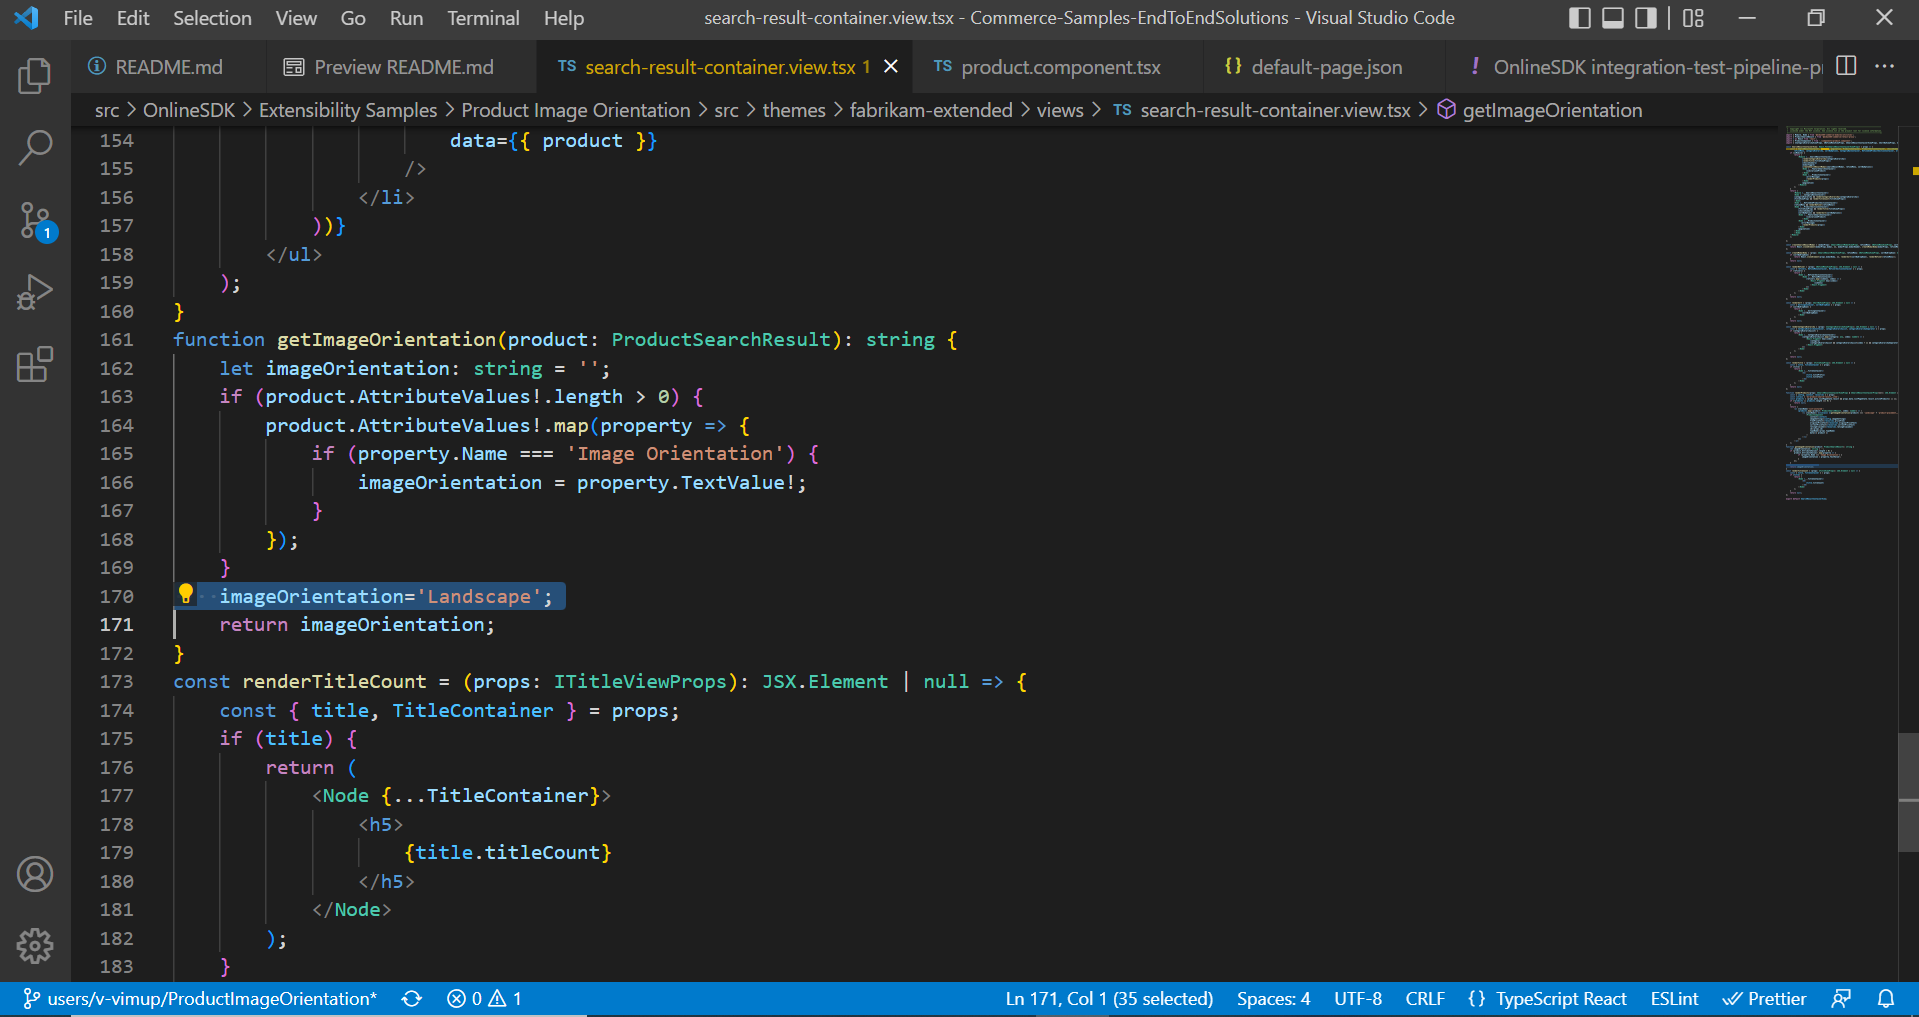 File Edit Selection View Go Run Terminal Help search-result-container.view.tsx - Commerce-Samples-EndToEndSolutions - Visual Studio Code
README.md Preview README.md TS search-result-container.view.tsx 1 TS product.component.tsx {} default-page.json ! OnlineSDK integration-test-pipeline-p
src > OnlineSDK > Extensibility Samples > Product Image Orientation > src > themes > fabrikam-extended > views > TS search-result-container.view.tsx > getImageOrientation
154 data={{ product }}
155 />
156 </li>
157 ))}
158 </ul>
159 );
160 }
161 function getImageOrientation(product: ProductSearchResult): string {
162 let imageOrientation: string = '';
163 if (product.AttributeValues!.length > 0) {
164 product.AttributeValues!.map(property => {
165 if (property.Name === 'Image Orientation') {
166 imageOrientation = property.TextValue!;
167 }
168 });
169 }
170 imageOrientation='Landscape';
171 return imageOrientation;
172 }
173 const renderTitleCount = (props: ITitleViewProps): JSX.Element | null => {
174 const { title, TitleContainer } = props;
175 if (title) {
176 return (
177 <Node {...TitleContainer}>
178 <h5>
179 {title.titleCount}
180 </h5>
181 </Node>
182 );
183 }
1
users/v-vimup/ProductImageOrientation* 0 1 Ln 171, Col 1 (35 selected) Spaces: 4 UTF-8 CRLF {} TypeScript React ESLint Prettier